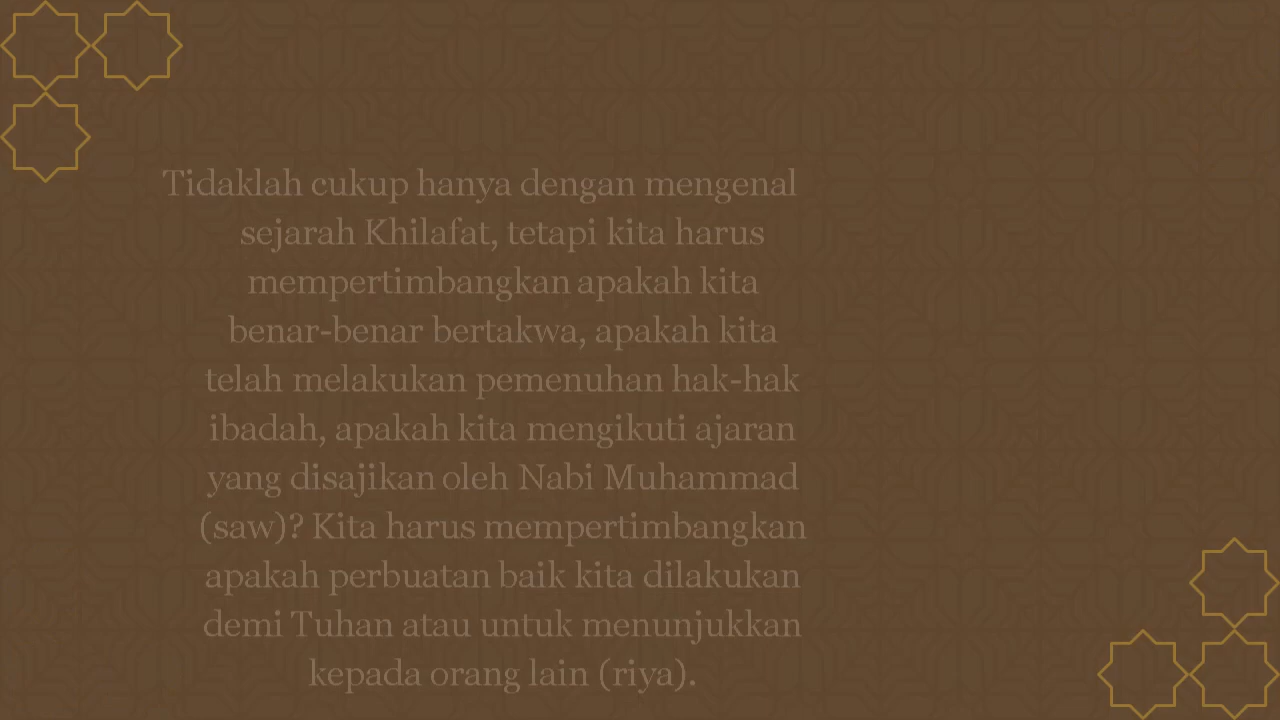 Tidaklah cukup hanya dengan mengenal
sejarah Khilafat, tetapi kita harus
mempertimbangkan apakah kita
benar-benar bertakwa, apakah kita
telah melakukan pemenuhan hak-hak
ibadah, apakah kita mengikuti ajaran
yang disajikan oleh Nabi Muhammad
(saw)? Kita harus mempertimbangkan
apakah perbuatan baik kita dilakukan
demi Tuhan atau untuk menunjukkan
kepada orang lain (riya).